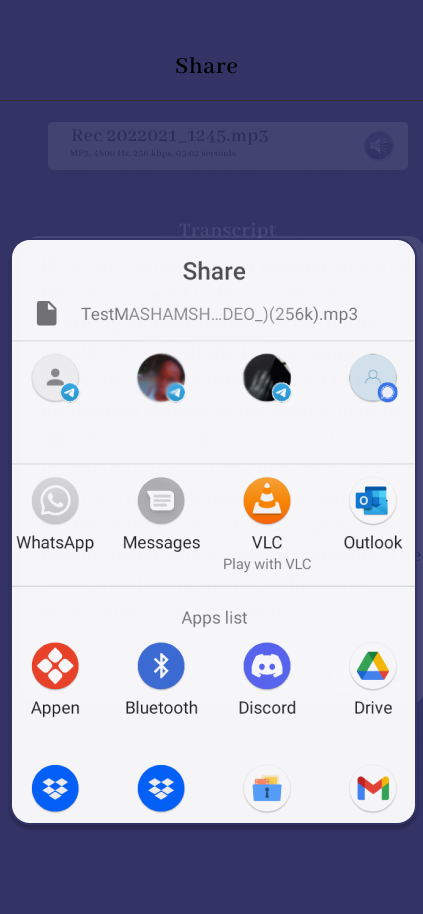 Share
Rec 2022021_1245.mp3
MP3, 4800 Hz 256 kbps, 05:02 seconds
Transcript
Share
TestMASHAMSH...DEO_)(256k).mp3
WhatsApp Messages VLC Outlook
Play with VLC
Apps list
Appen Bluetooth Discord Drive